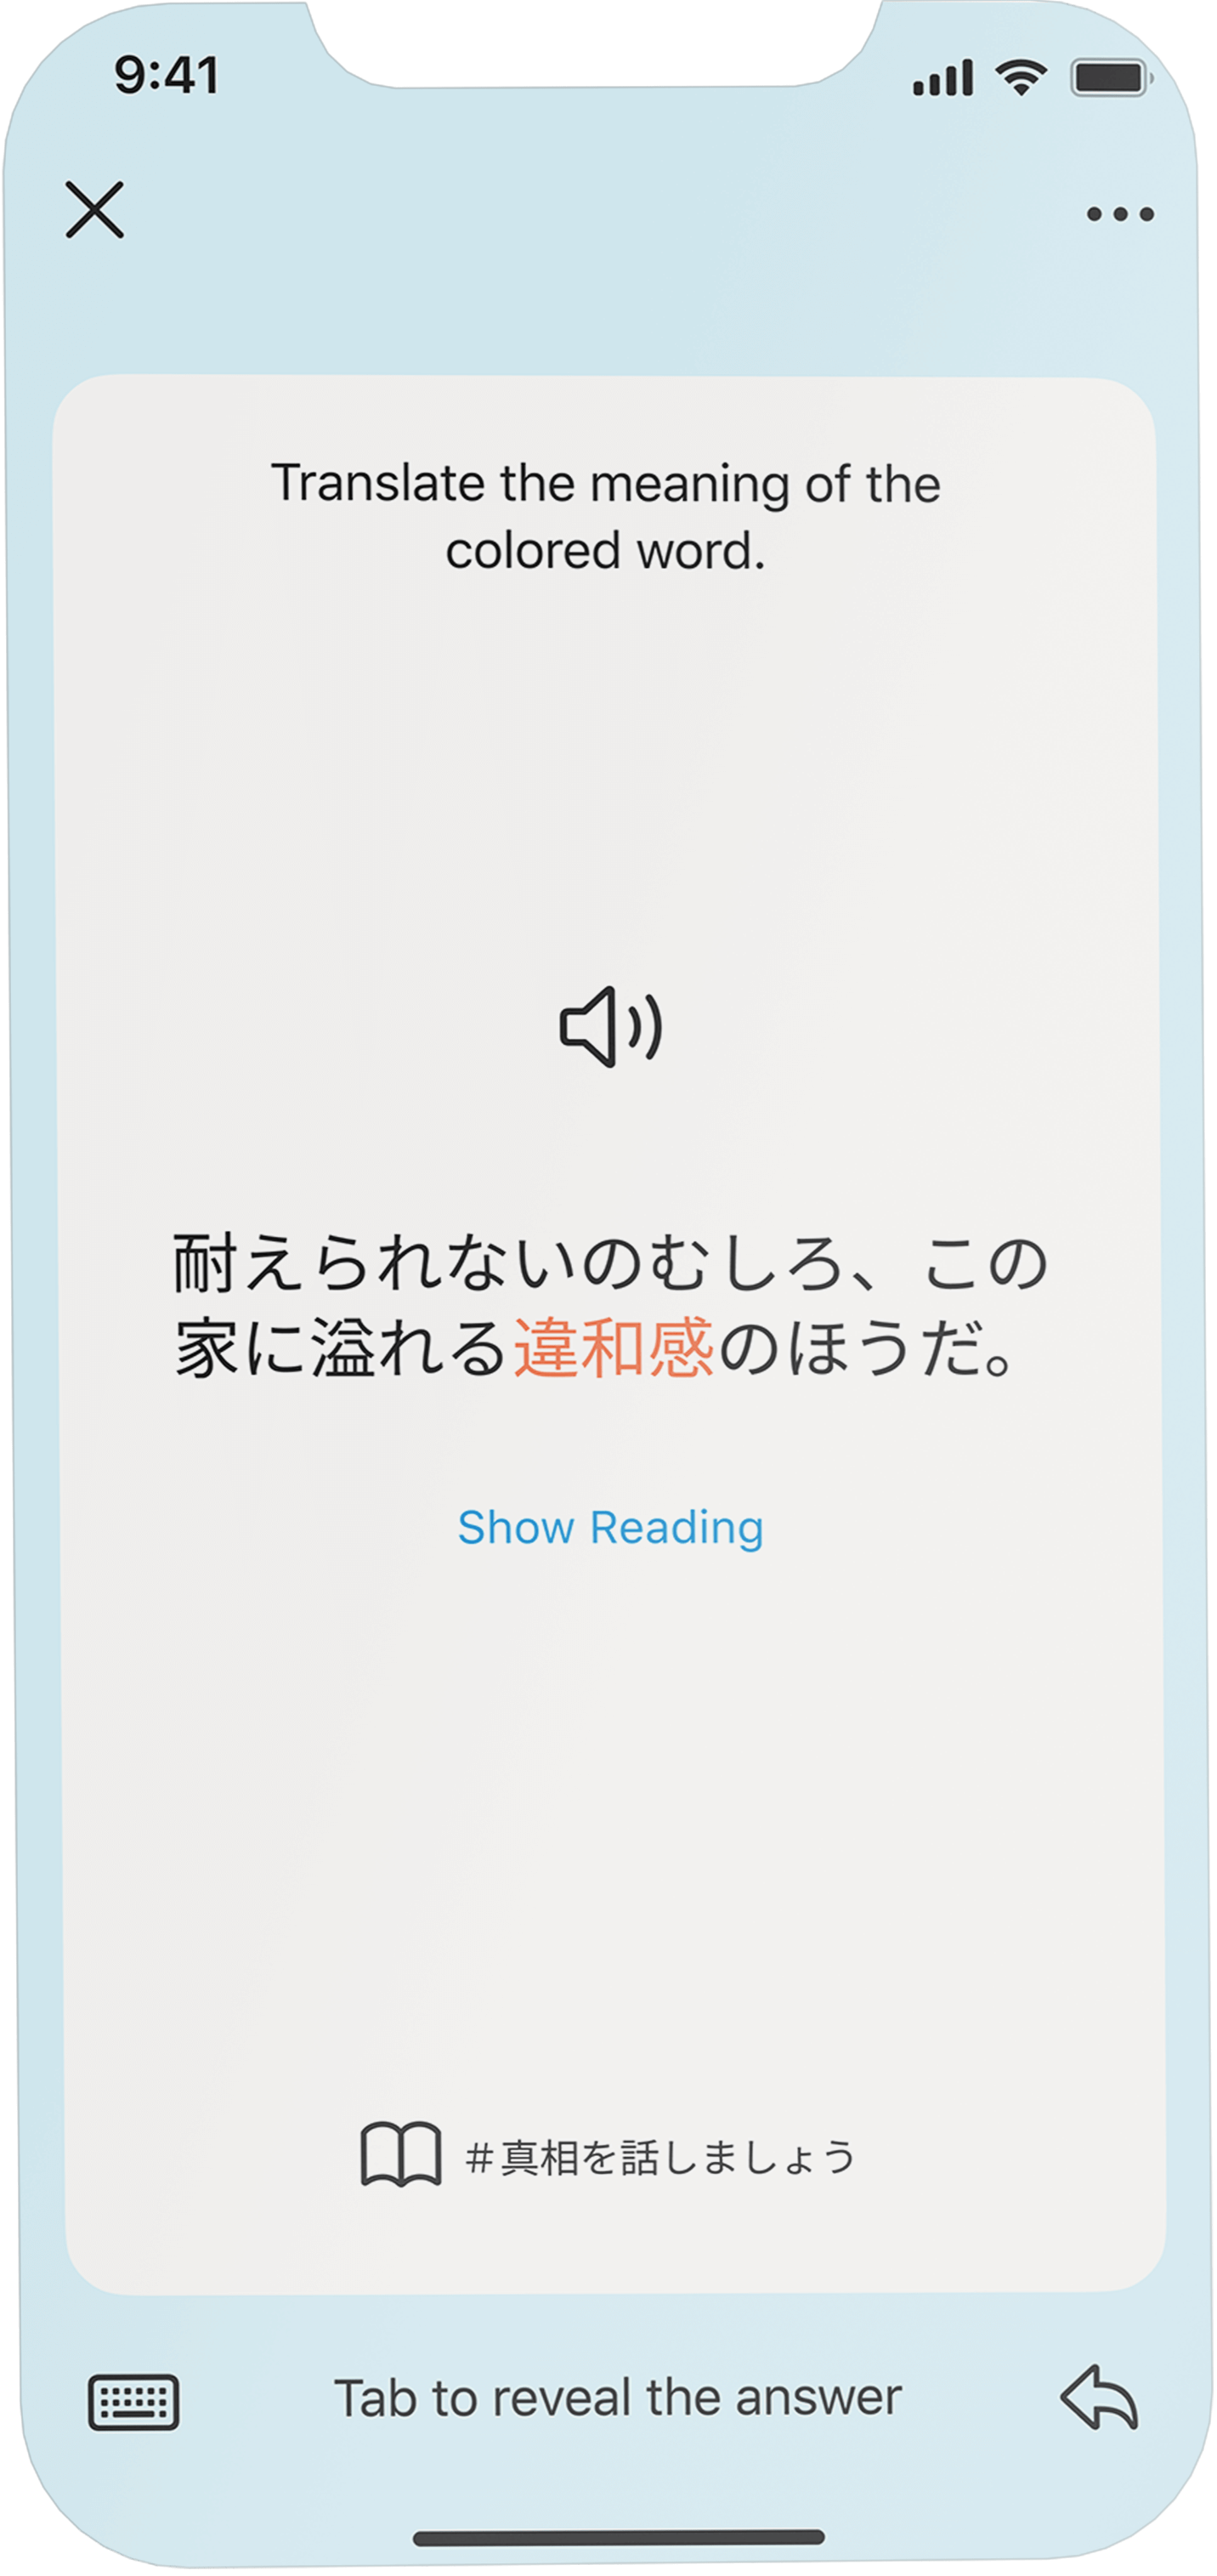 9:41
Translate the meaning of the
colored word.
耐えられないのむしろ、この
家に溢れる違和感のほうだ。
Show Reading
#真相を話しましょう
Tab to reveal the answer